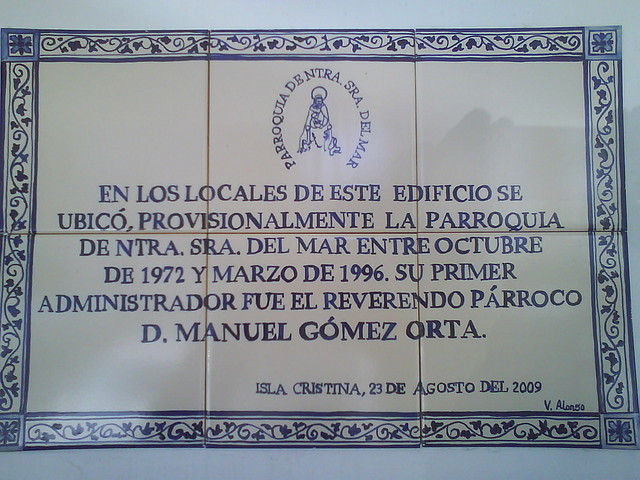 PARROQUIA DE NTRA. SRA. DEL MAR
EN LOS LOCALES DE ESTE EDIFICIO SE
UBICÓ, PROVISIONALMENTE LA PARROQUIA
DE NTRA. SRA. DEL MAR ENTRE OCTUBRE
DE 1972 Y MARZO DE 1996. SU PRIMER
ADMINISTRADOR FUE EL REVERENDO PÁRROCO
D. MANUEL GÓMEZ ORTA.
ISLA CRISTINA, 23 DE AGOSTO DEL 2009
V. Alonso